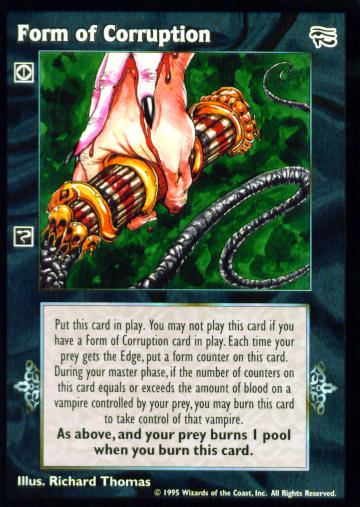 Form of Corruption
Put this card in play. You may not play this card if you
have a Form of Corruption card in play. Each time your
prey gets the Edge, put a form counter on this card.
During your master phase, if the number of counters on
this card equals or exceeds the amount of blood on a
vampire controlled by your prey, you may burn this card
to take control of that vampire.
As above, and your prey burns 1 pool
when you burn this card.
Illus. Richard Thomas
© 1995 Wizards of the Coast, Inc. All Rights Reserved.